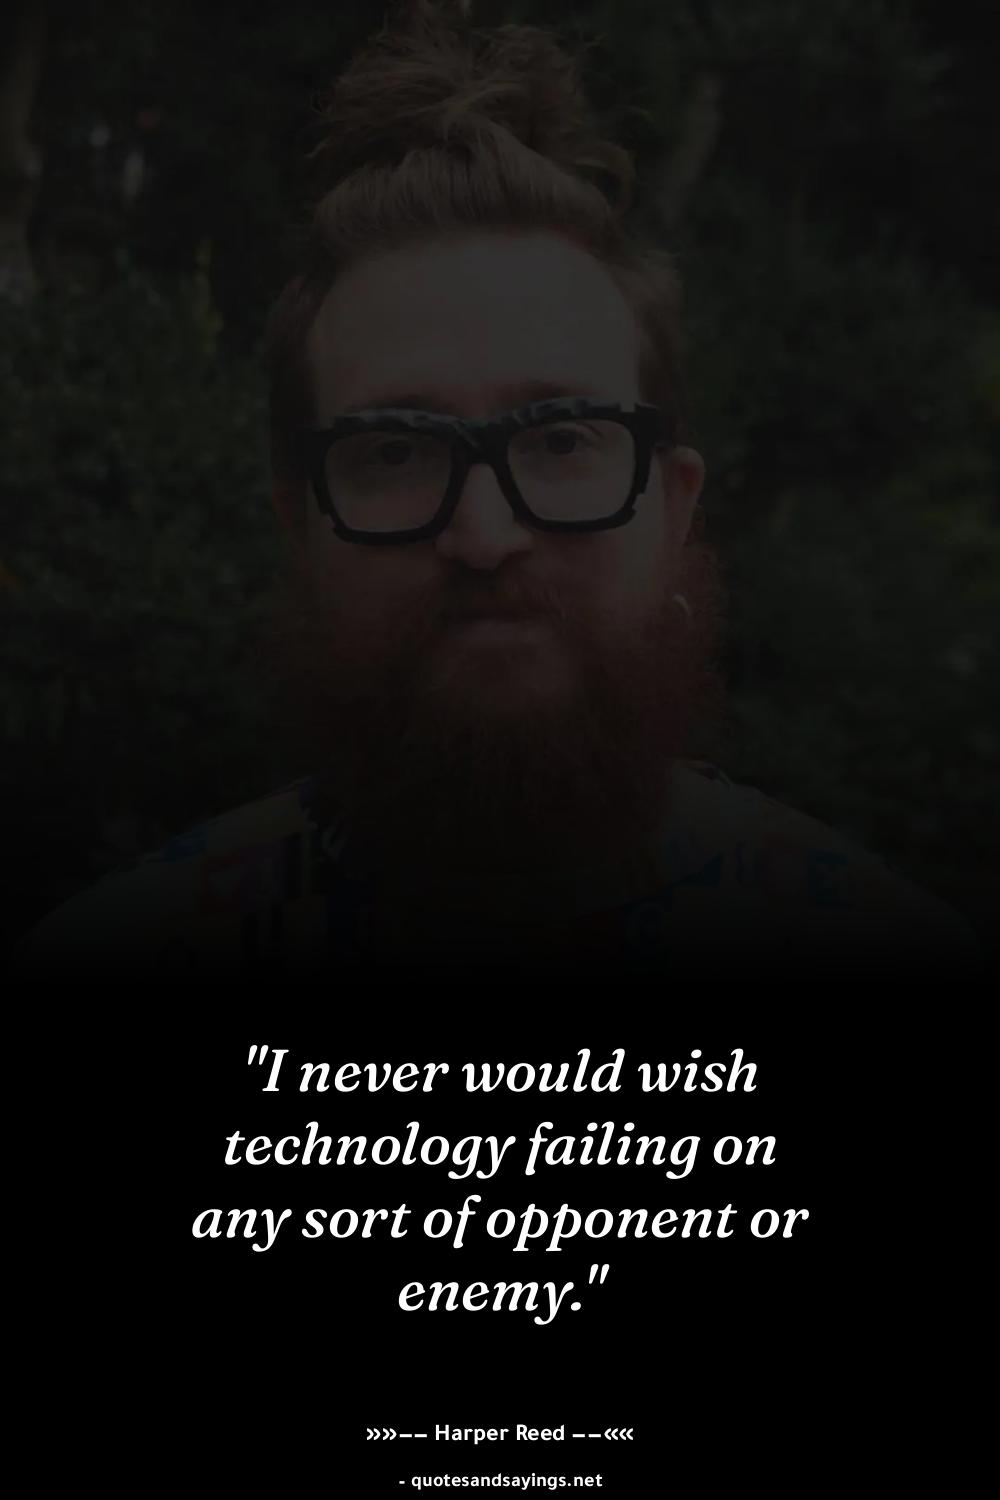 "I never would wish
technology failing on
any sort of opponent or
enemy."
»»–– Harper Reed ––««
- quotesandsayings.net